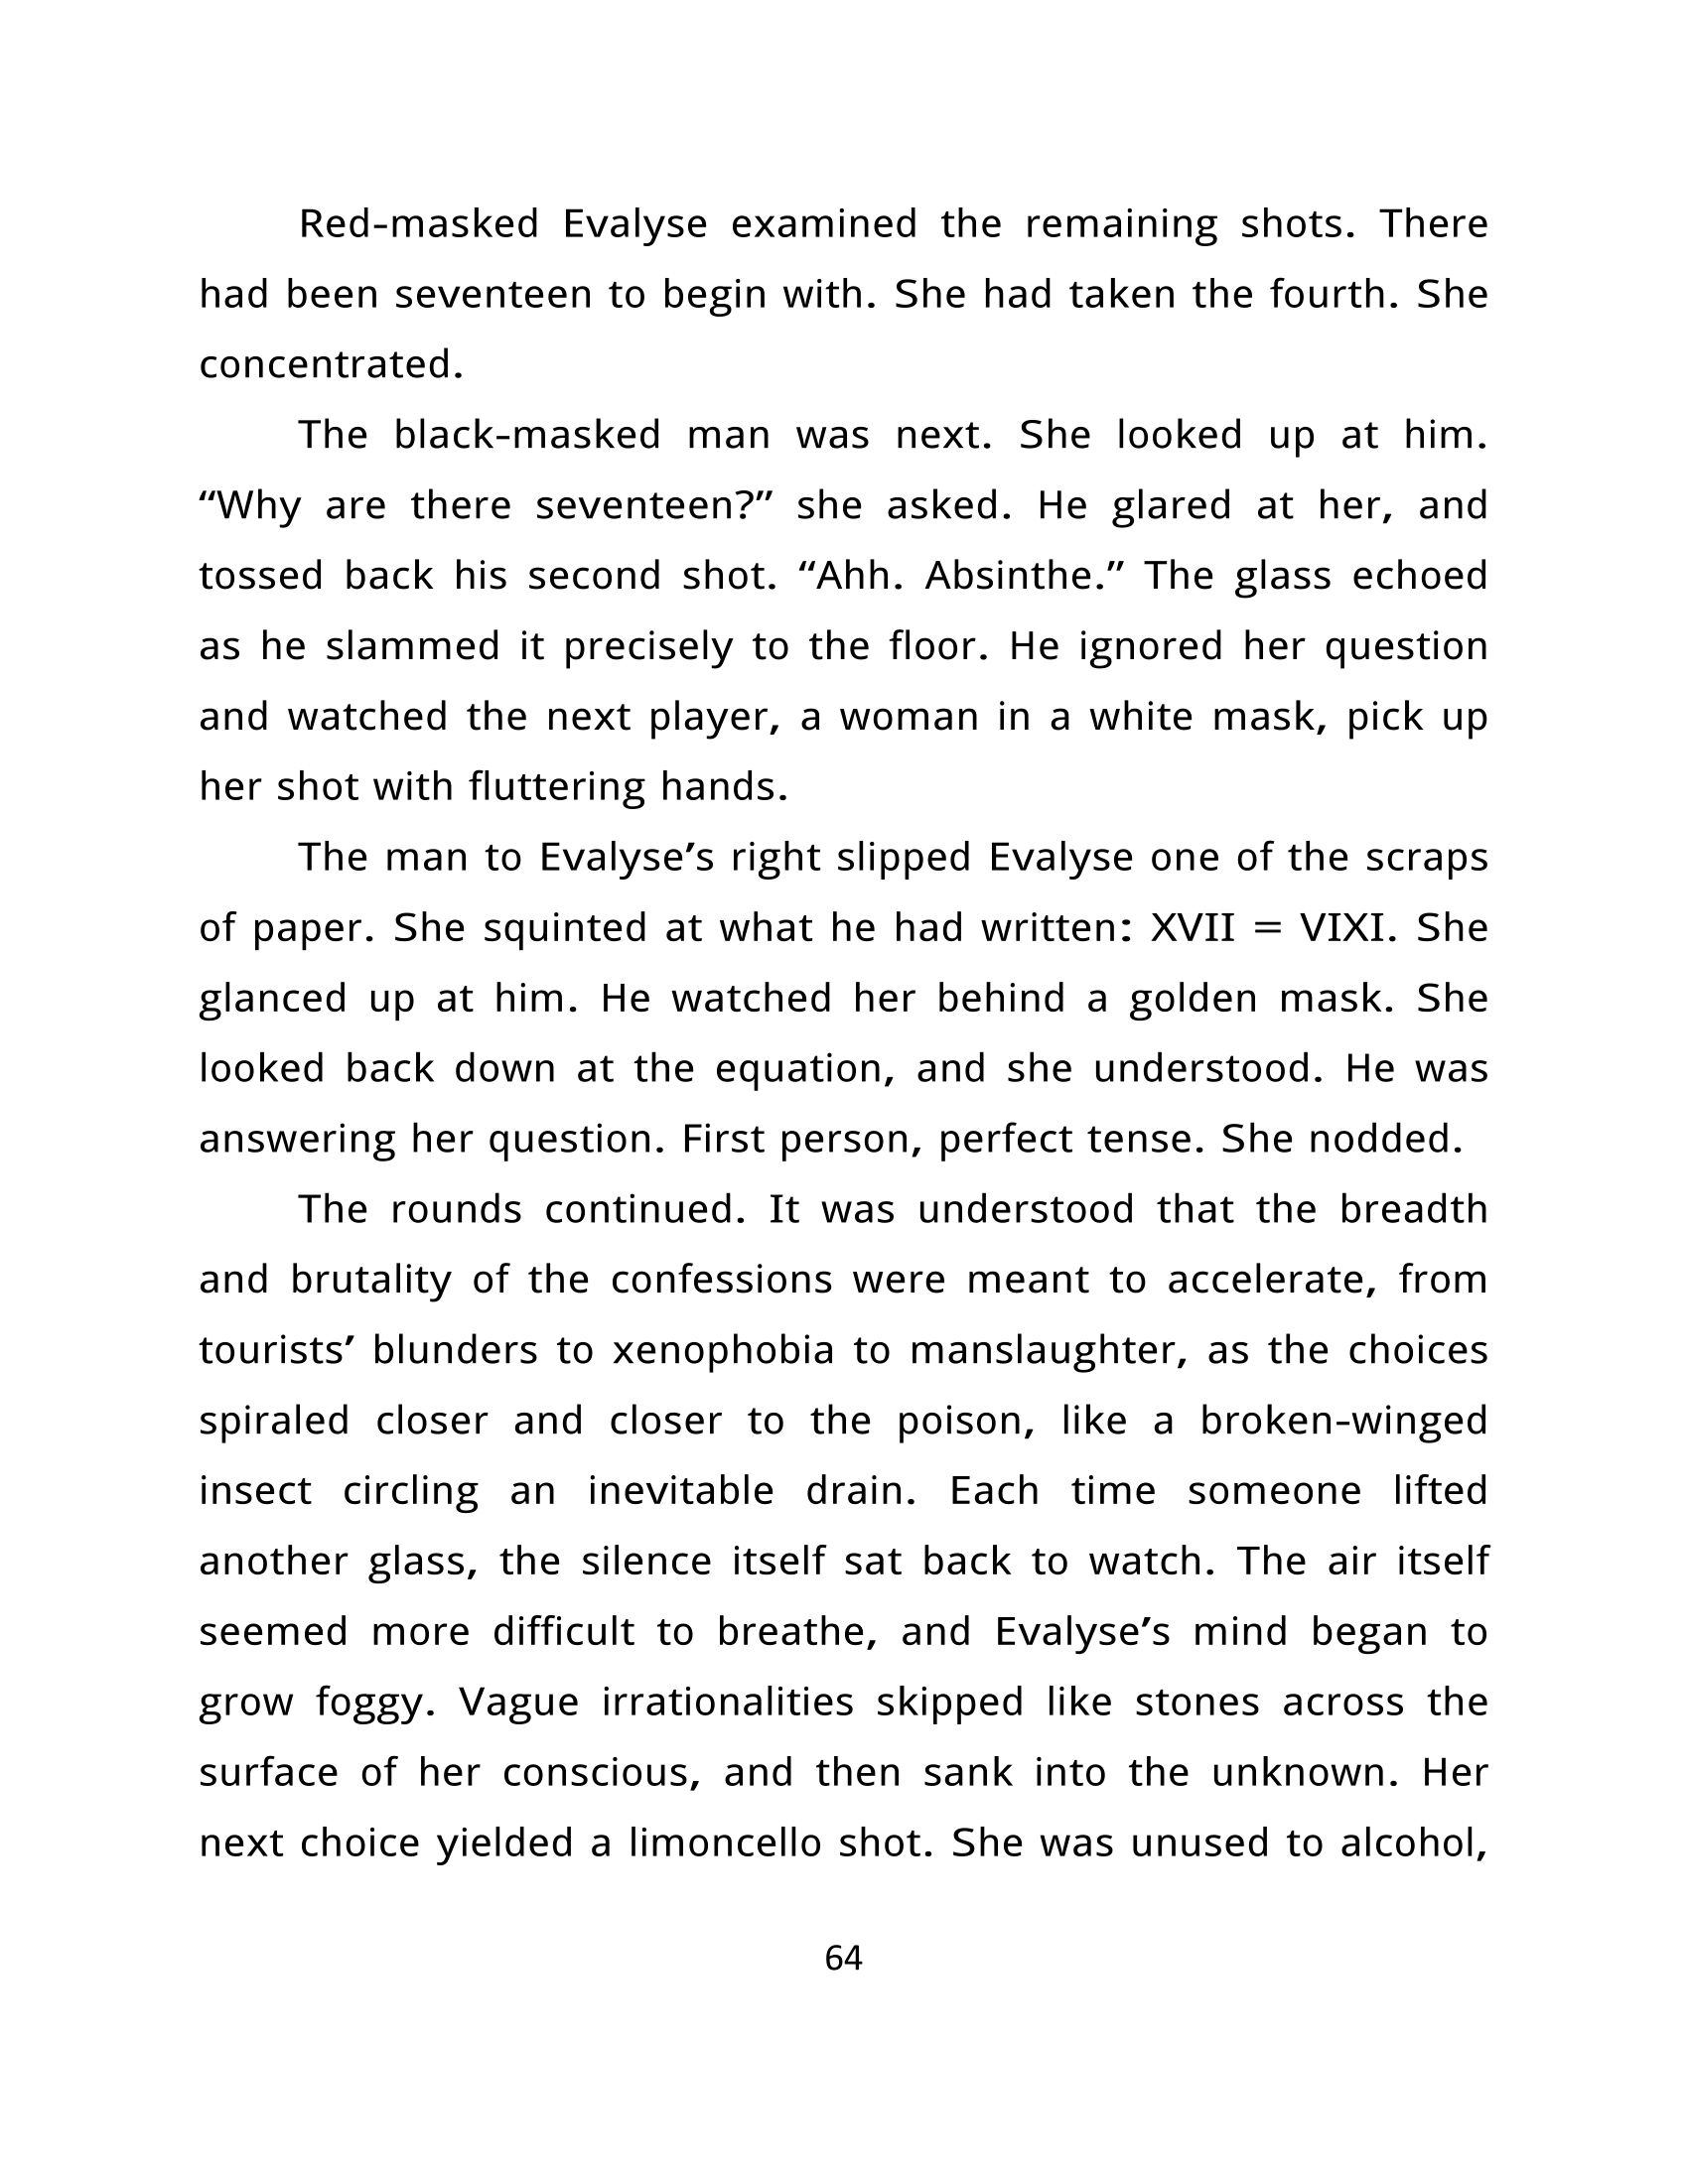 Red-masked Evalyse examined the remaining shots. There
had been seventeen to begin with. She had taken the fourth. She
concentrated.
The black-masked man was next. She looked up at him.
“Why are there seventeen?” she asked. He glared at her, and
tossed back his second shot. “Ahh. Absinthe.” The glass echoed
as he slammed it precisely to the floor. He ignored her question
and watched the next player, a woman in a white mask, pick up
her shot with fluttering hands.
The man to Evalyse’s right slipped Evalyse one of the scraps
of paper. She squinted at what he had written: XVII = VIXI. She
glanced up at him. He watched her behind a golden mask. She
looked back down at the equation, and she understood. He was
answering her question. First person, perfect tense. She nodded.
The rounds continued. It was understood that the breadth
and brutality of the confessions were meant to accelerate, from
tourists’ blunders to xenophobia to manslaughter, as the choices
spiraled closer and closer to the poison, like a broken-winged
insect circling an inevitable drain. Each time someone lifted
another glass, the silence itself sat back to watch. The air itself
seemed more difficult to breathe, and Evalyse’s mind began to
grow foggy. Vague irrationalities skipped like stones across the
surface of her conscious, and then sank into the unknown. Her
next choice yielded a limoncello shot. She was unused to alcohol,
64